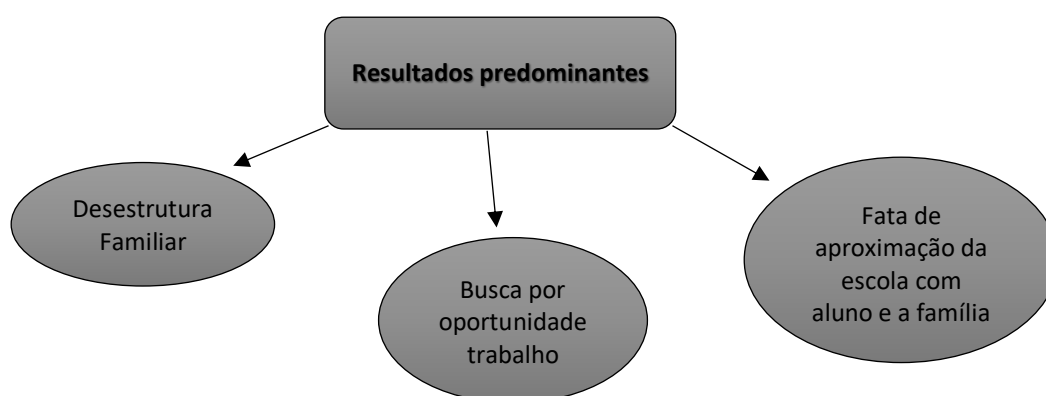 Resultados predominantes
Desestrutura
Familiar
Busca por
oportunidade
trabalho
Fata de
aproximação da
escola com
aluno e a família